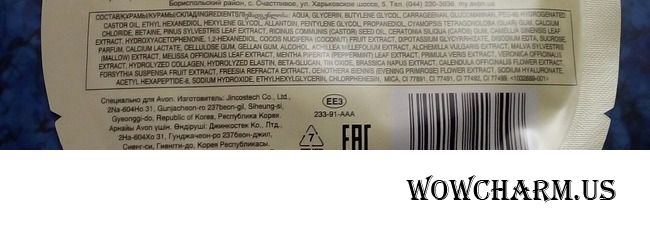 Бориспольский район, с. Счастливое, ул. Харьковское шоссе, 5. Тел. (044) 220-3636, my.avon.ua
СОСТАВ/ҚҰРАМЫ/КУРАМЫ/СКЛАД/INGREDIENTS/ AQUA, GLYCERIN, BUTYLENE GLYCOL, CARRAGEENAN, GLUCOMANNAN, HYDROGENATED
CASTOR OIL, ETHYL HEXANEDIOL, HEXYLENE GLYCOL, ALLANTOIN, PENTYLENE GLYCOL, PROPANEDIOL, CYAMOPSIS TETRAGONOLOBA (GUAR) GUM, CALCIUM
CHLORIDE, BETAINE, PINUS SYLVESTRIS LEAF EXTRACT, RICINUS COMMUNIS (CASTOR) SEED OIL, CERATONIA SILIQUA (CAROB) GUM, CAMELLIA SINENSIS LEAF
EXTRACT, HYDROXYACETOPHENONE, 1,2-HEXANEDIOL, COCOS NUCIFERA (COCONUT) FRUIT EXTRACT, DIPOTASSIUM GLYCYRRHIZATE, DISODIUM EDTA, SUCROSE,
PARFUM, CALCIUM LACTATE, CELLULOSE GUM, GELLAN GUM, ALCOHOL, ACHILLEA MILLEFOLIUM EXTRACT, ALCHEMILLA VULGARIS EXTRACT, MALVA SYLVESTRIS
(MALLOW) EXTRACT, MELISSA OFFICINALIS LEAF EXTRACT, MENTHA PIPERITA (PEPPERMINT) LEAF EXTRACT, PRIMULA VERIS EXTRACT, VERONICA OFFICINALIS
EXTRACT, HYDROLYZED COLLAGEN, HYDROLYZED ELASTIN, BETA-GLUCAN, TIN OXIDE, BRASSICA NAPUS EXTRACT, CALENDULA OFFICINALIS FLOWER EXTRACT,
FORSYTHIA SUSPENSA FRUIT EXTRACT, FREESIA REFRACTA EXTRACT, OENOTHERA BIENNIS (EVENING PRIMROSE) FLOWER EXTRACT, SODIUM HYALURONATE,
ACETYL HEXAPEPTIDE-8, SODIUM HYDROXIDE, ETHYLHEXYLGLYCERIN, CHLORPHENESIN, MICA, CI 77891, CI 77491, CI 77492, CI 77499
Специально для Avon. Изготовитель: Jincostech Co., Ltd.,
2Na-604Ho 31, Gunjacheon-ro 237beon-gil, Siheung-si,
Gyeonggi-do, Republic of Korea, Республика Корея.
Арнайы Avon үшін. Өндіруші: Джинкостек Ко., Лтд.,
2На-604Хо 31, Гунджачеон-ро 237беон-джил,
Сихенг-си, Гиенгги-до, Корея Республикасы.
EE3
233-91-AAA
7
EAC
WOWCHARM.US